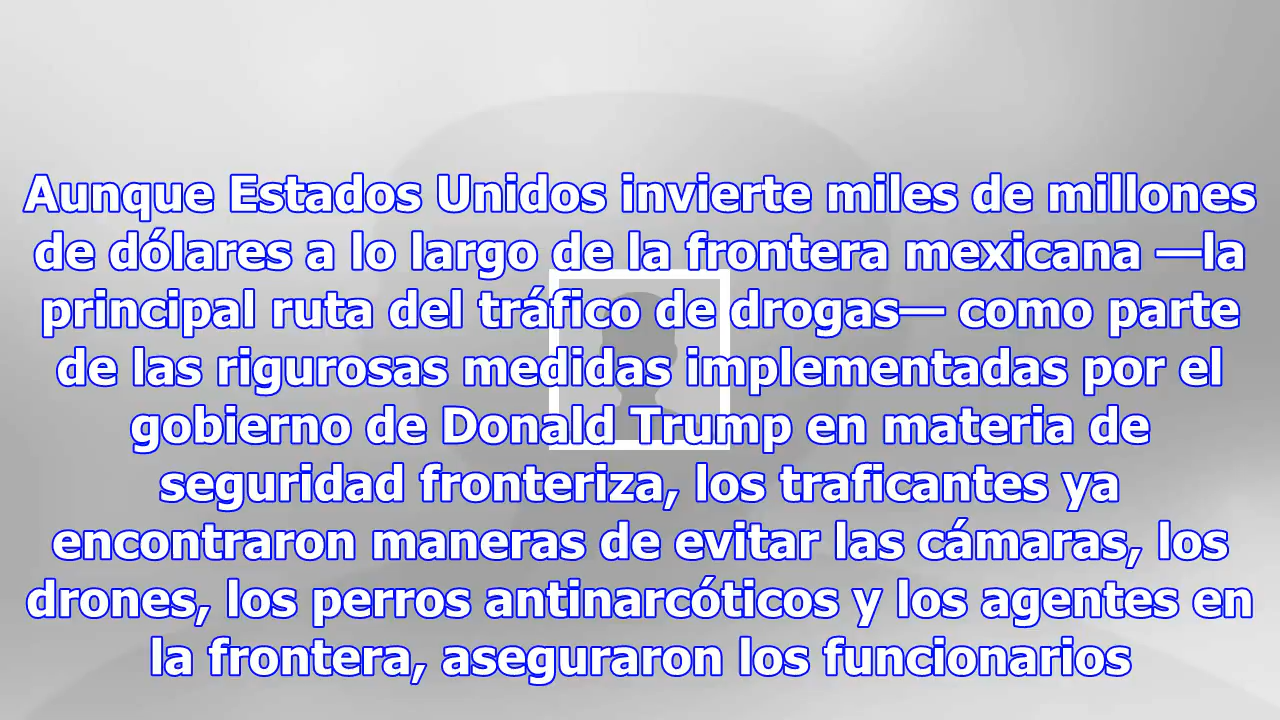 Aunque Estados Unidos invierte miles de millones
de dólares a lo largo de la frontera mexicana —la
principal ruta del tráfico de drogas— como parte
de las rigurosas medidas implementadas por el
gobierno de Donald Trump en materia de
seguridad fronteriza, los traficantes ya
encontraron maneras de evitar las cámaras, los
drones, los perros antinarcóticos y los agentes en
la frontera, aseguraron los funcionarios